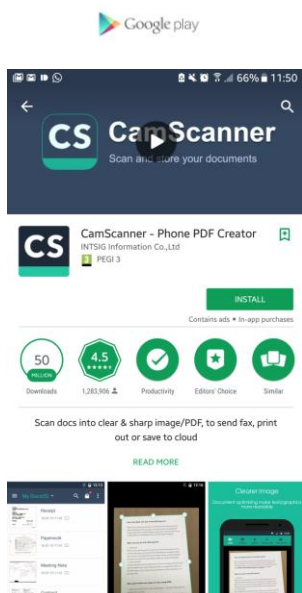 Google play
66% 11:50
CS CamScanner
Scan and store your documents
CS
CamScanner - Phone PDF Creator
INTSIG Information Co.,Ltd
3 PEGI 3
INSTALL
Contains ads • In-app purchases
50
MILLION
4.5
Downloads
1,283,906
Productivity
Editors' Choice
Similar
Scan docs into clear & sharp image/PDF, to send fax, print
out or save to cloud
READ MORE
My Docs
Receipt
Paperwork
Meeting Note
Clearer Image